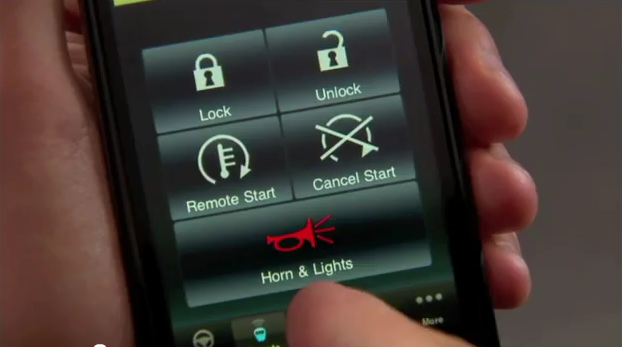 Lock
Unlock
Remote Start
Cancel Start
Horn & Lights
More